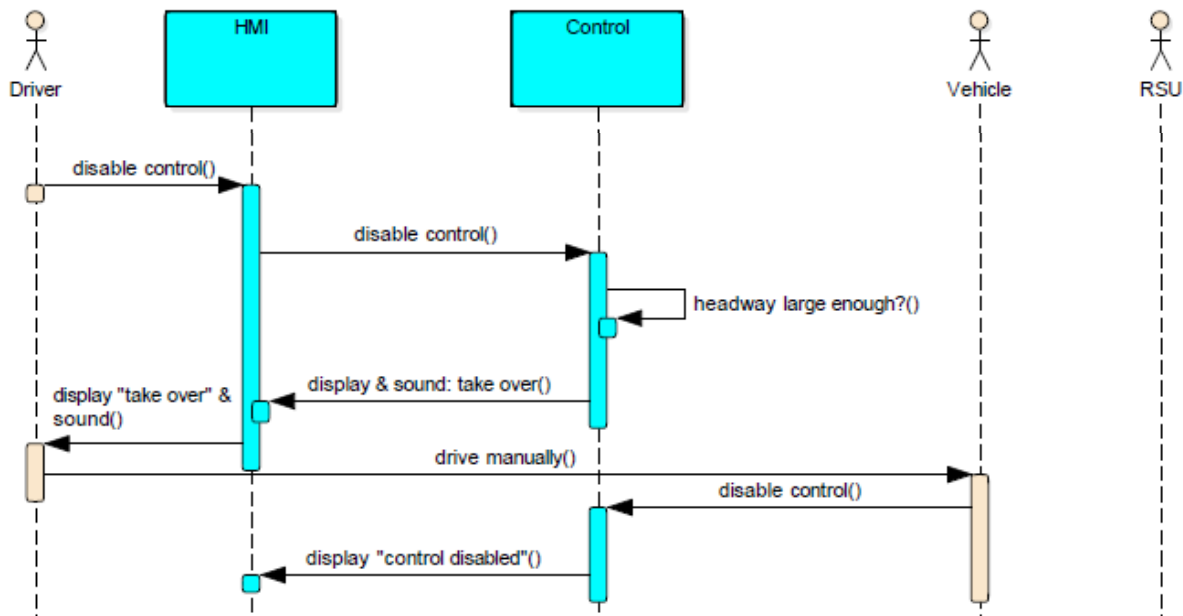 HMI
Control
Driver
Vehicle
RSU
disable control()
disable control()
headway large enough?()
display & sound: take over()
display "take over" &
sound()
drive manually()
disable control()
display "control disabled"()